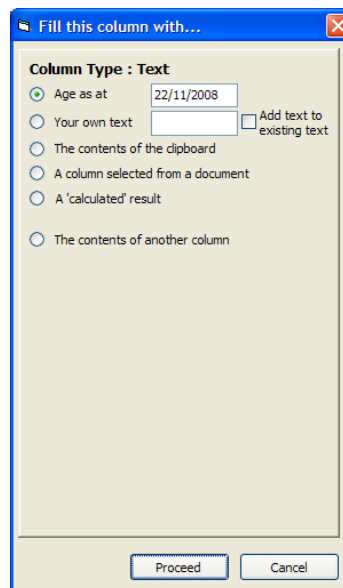 Fill this column with...
Column Type : Text
Age as at 22/11/2008
Your own text Add text to
existing text
The contents of the clipboard
A column selected from a document
A 'calculated' result
The contents of another column
Proceed Cancel